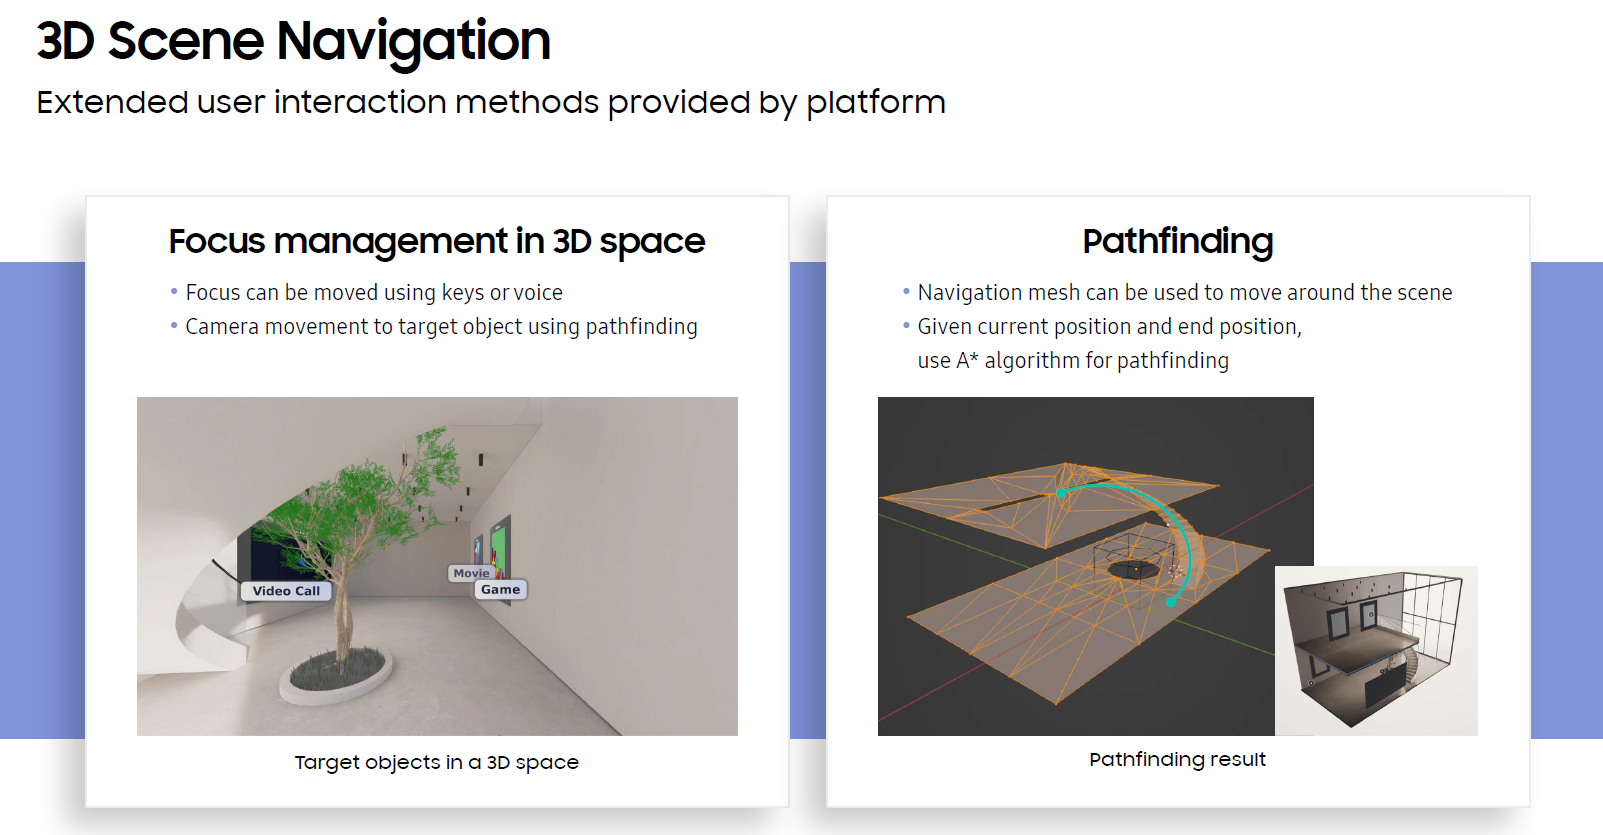 3D Scene Navigation
Extended user interaction methods provided by platform
Focus management in 3D space
• Focus can be moved using keys or voice
• Camera movement to target object using pathfinding
Video Call
Movie
Game
Target objects in a 3D space
Pathfinding
• Navigation mesh can be used to move around the scene
• Given current position and end position,
use A* algorithm for pathfinding
Pathfinding result